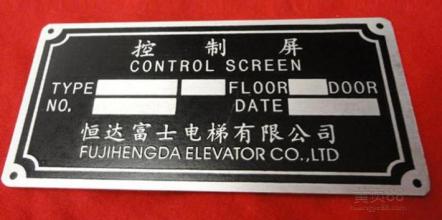 控制屏
CONTROL SCREEN
TYPE FLOOR DOOR
NO. DATE
恒达富士电梯有限公司
FUJIHENGDA ELEVATOR CO.,LTD